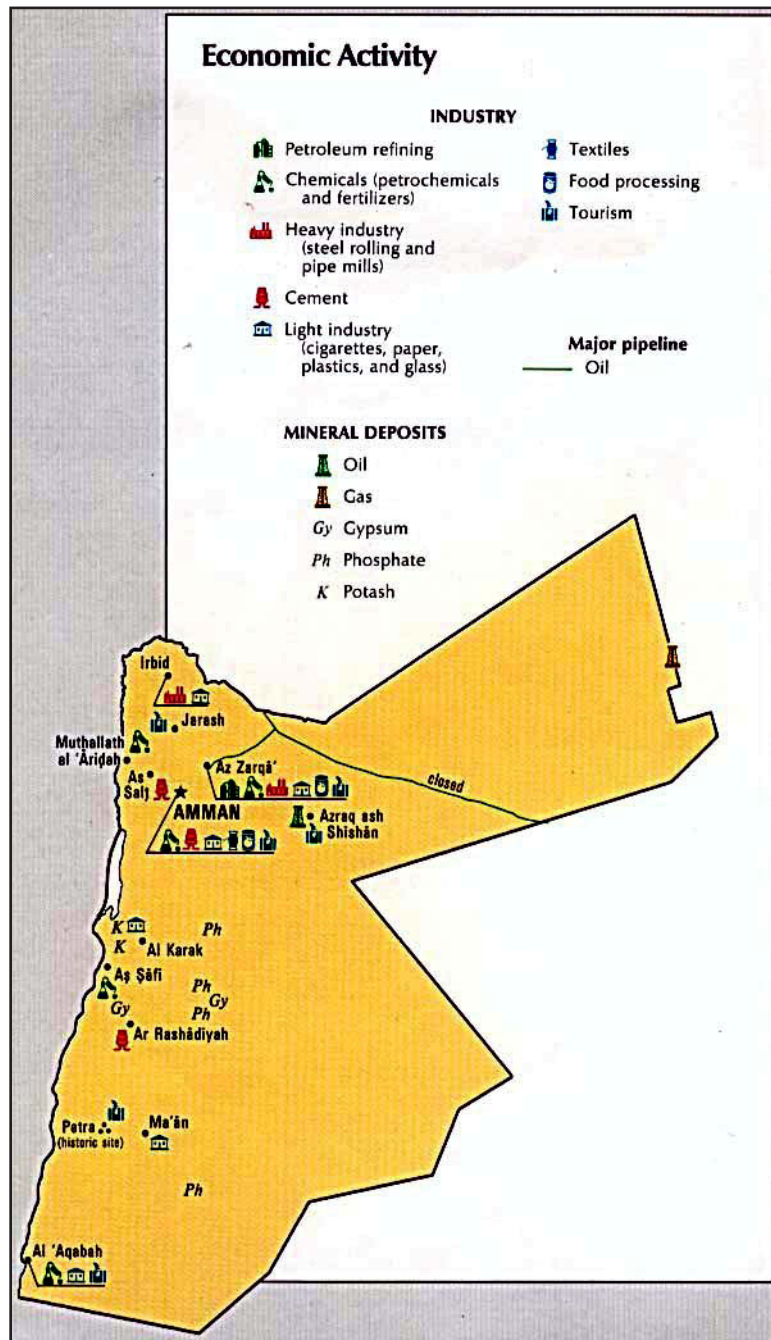 Economic Activity
INDUSTRY
Petroleum refining
Chemicals (petrochemicals
and fertilizers)
Heavy industry
(steel rolling and
pipe mills)
Cement
Light industry
(cigarettes, paper,
plastics, and glass)
Textiles
Food processing
Tourism
Major pipeline
Oil
MINERAL DEPOSITS
Oil
Gas
Gy Gypsum
Ph Phosphate
K Potash
Irbid
Jarash
Muthallath
al 'Āriḍah
As
Salṭ
Az Zarqā'
closed
AMMAN
Azraq ash
Shishān
K
Ph
K
Al Karak
Aş Şāfi
Ph
Gy
Gy
Ph
Ar Rashādīyah
Petra
(historic site)
Ma'ān
Ph
Al 'Aqabah